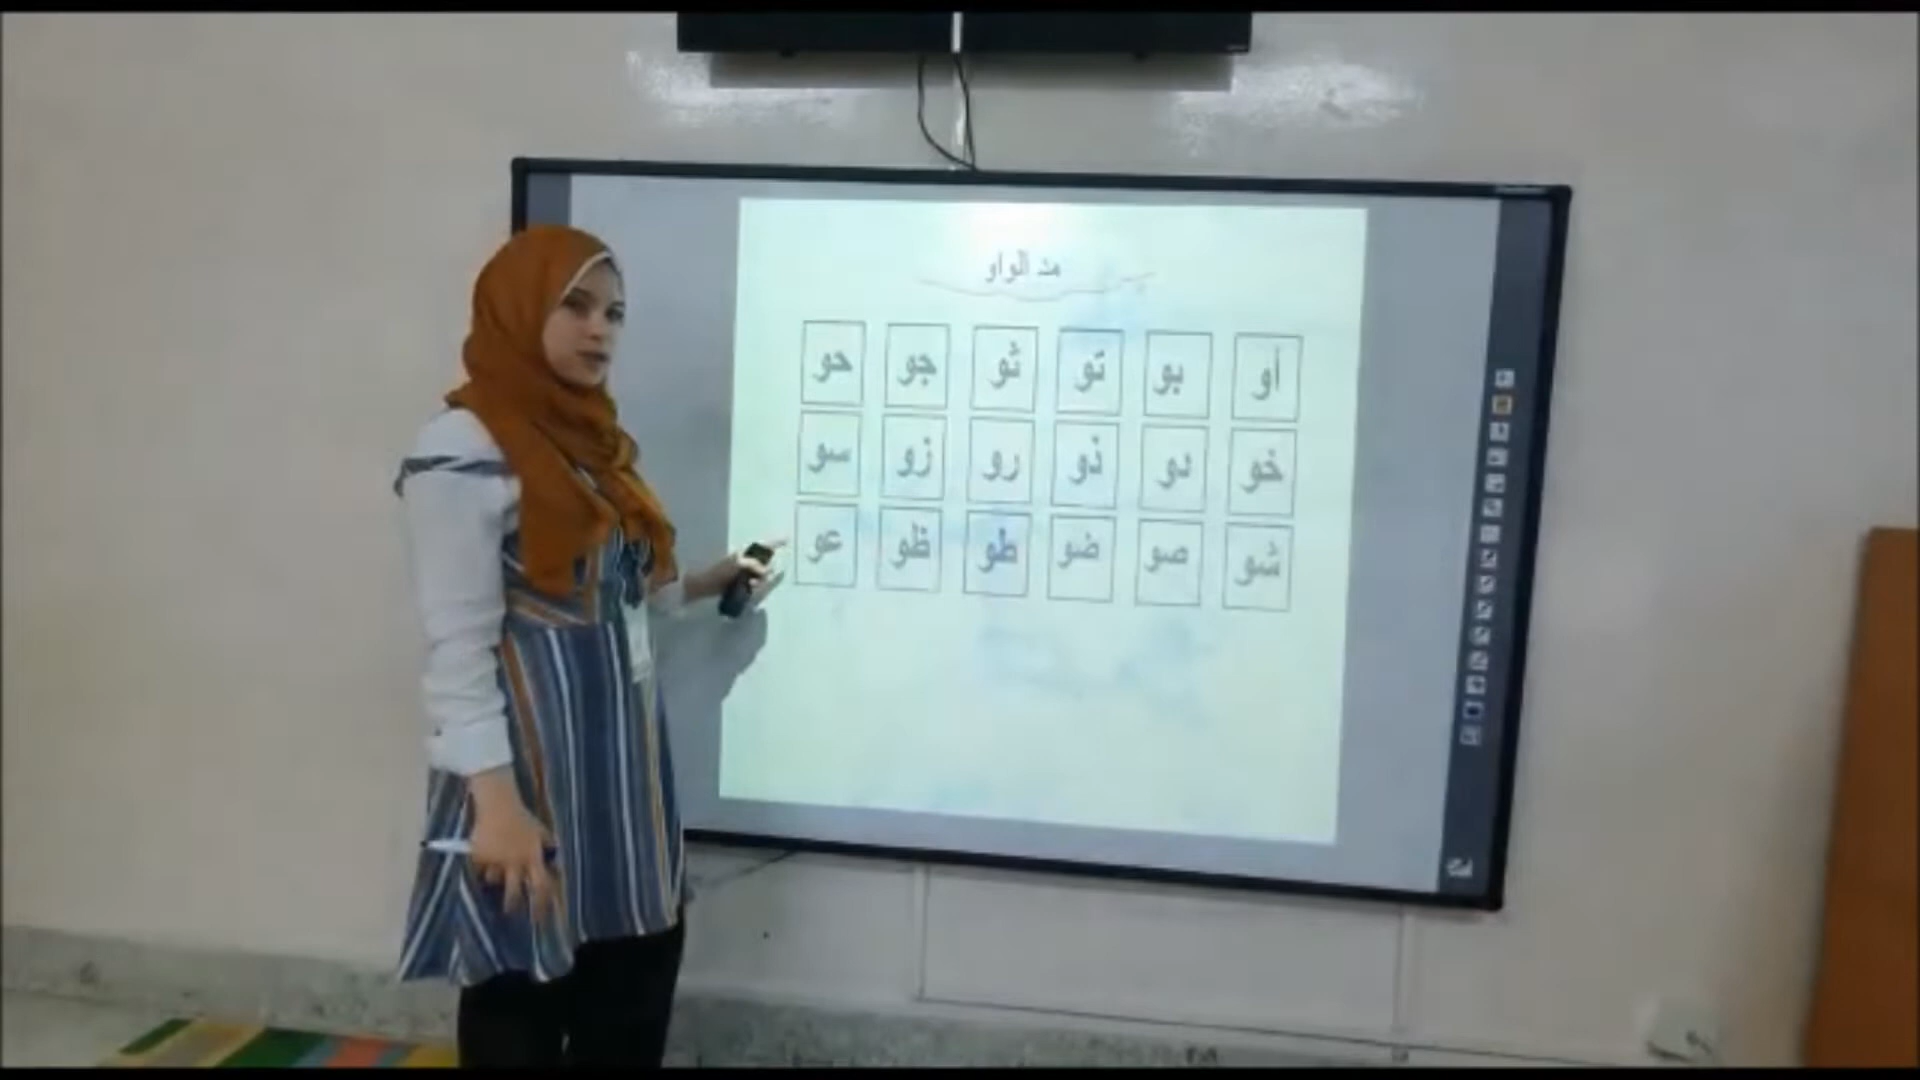 مد الواو
أو بو تو ثو جو حو
خو دو ذو رو زو سو
شو صو ضو طو ظو عو